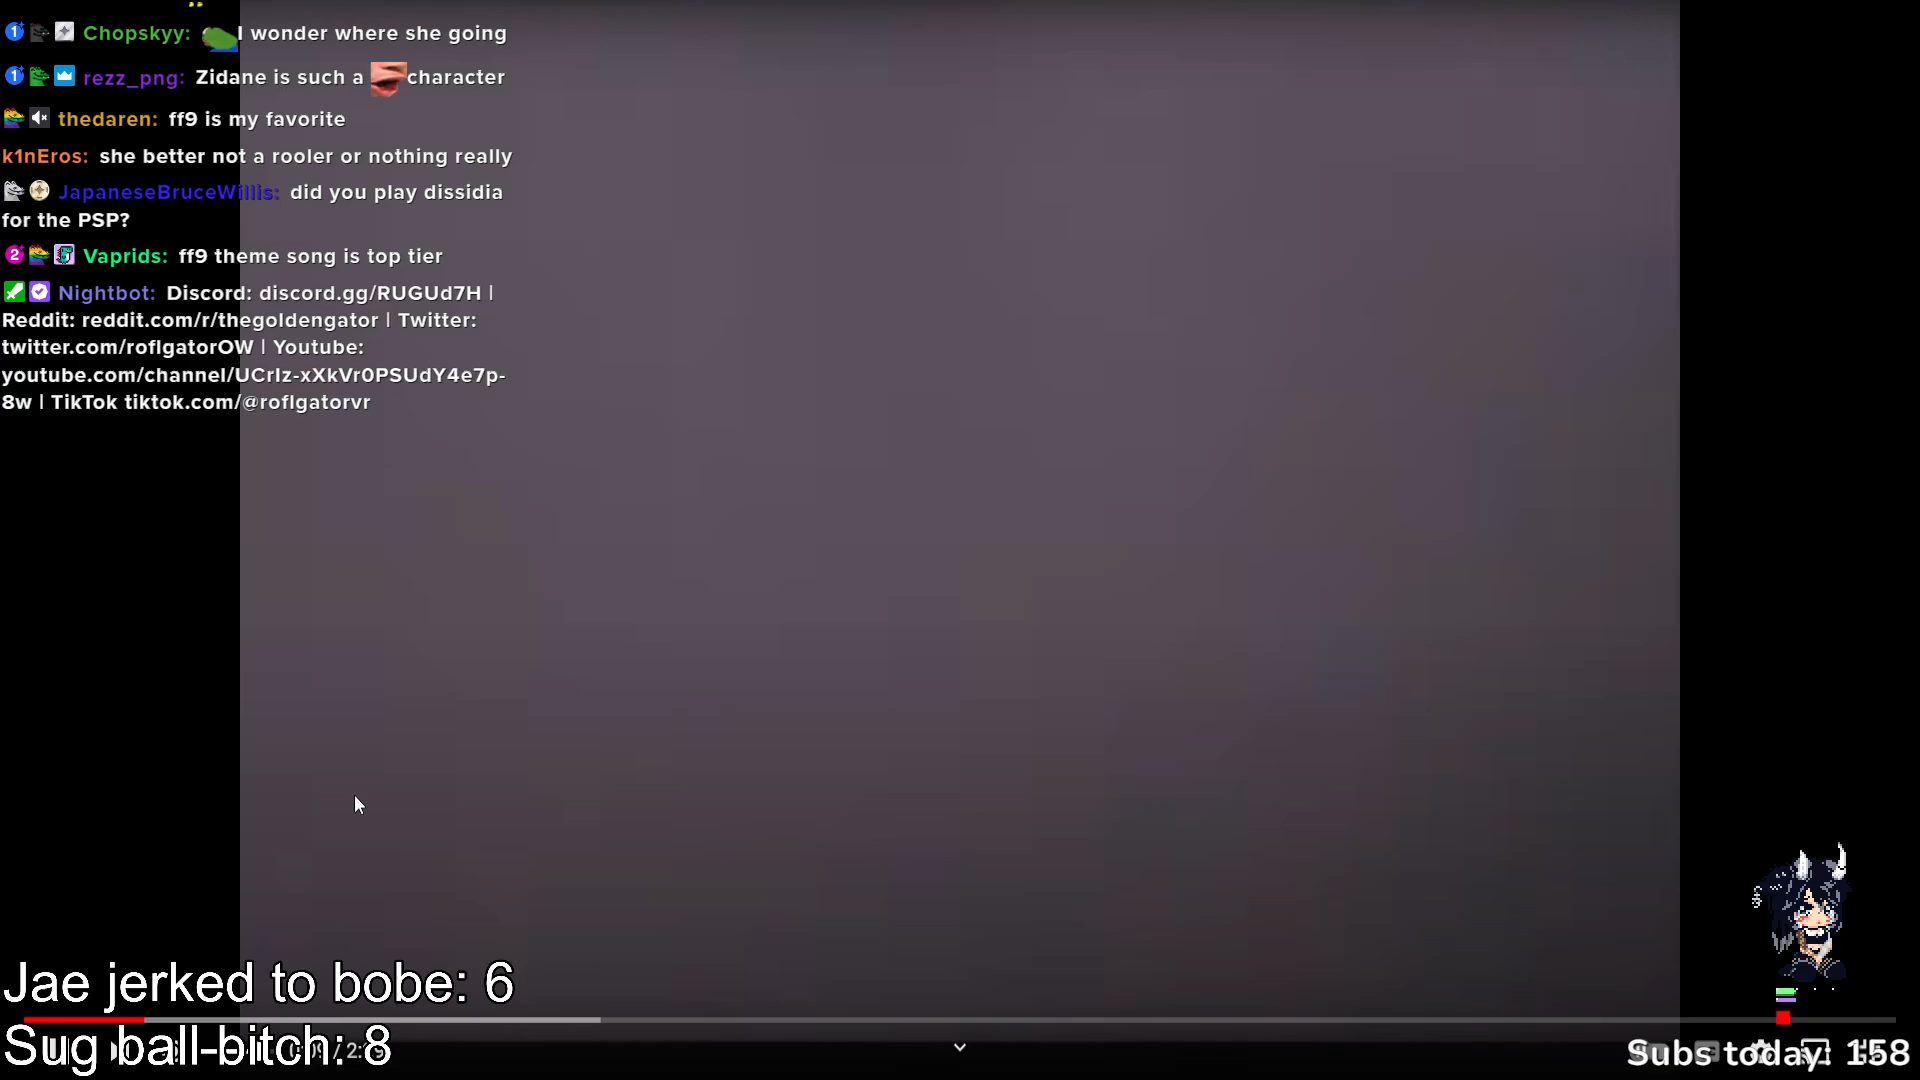 Chopskyy: I wonder where she going
rezz_png: Zidane is such a character
thedaren: ff9 is my favorite
k1nEros: she better not a rooler or nothing really
JapaneseBruceWillis: did you play dissidia
for the PSP?
2 Vaprids: ff9 theme song is top tier
Nightbot: Discord: discord.gg/RUGUd7H |
Reddit: reddit.com/r/thegoldengator | Twitter:
twitter.com/roflgatorOW | Youtube:
youtube.com/channel/UCrIz-xXkVr0PSUdY4e7p-
8w | TikTok tiktok.com/@roflgatorvr
Jae jerked to bobe: 6
Sug ball-bitch: 8
Subs today: 158